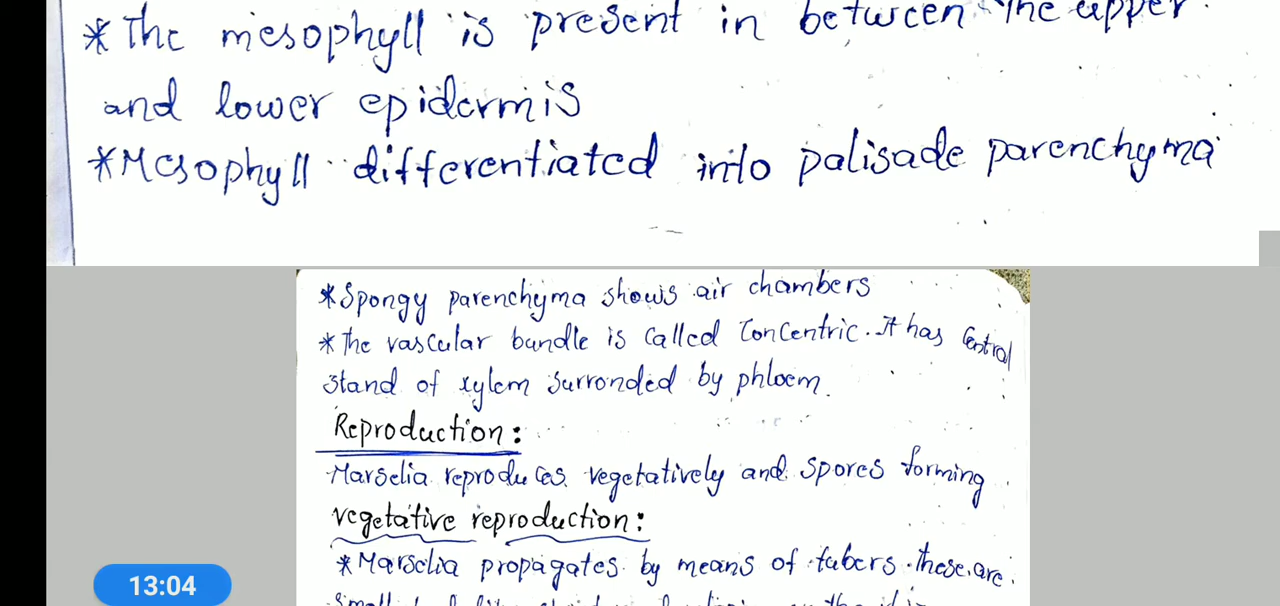 * The mesophyll is present in between the upper
and lower epidermis
* Mesophyll differentiated into palisade parenchyma
* Spongy parenchyma shows air chambers
* The vascular bundle is called Concentric. It has Central
stand of xylem surronded by phloem.
Reproduction:
Marselia reproduces vegetatively and spores forming
vegetative reproduction:
* Marselia propagates by means of tubers. These are
Small
13:04